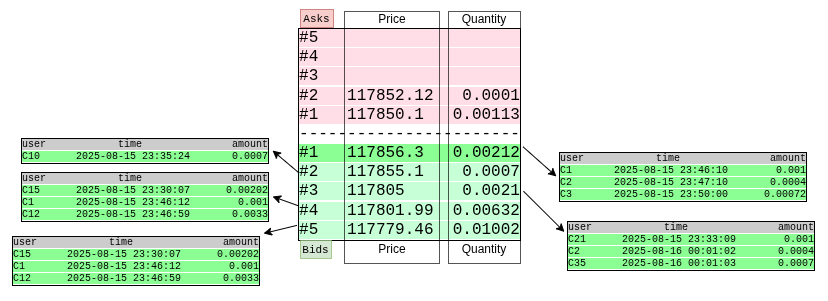 Asks Price Quantity
#5
#4
#3
#2 117852.12 0.0001
#1 117850.1 0.00113
-----------------------
#1 117856.3 0.00212
#2 117855.1 0.0007
#3 117805 0.0021
#4 117801.99 0.00632
#5 117779.46 0.01002
Bids Price Quantity
user time amount
C10 2025-08-15 23:35:24 0.0007
user time amount
C15 2025-08-15 23:30:07 0.00202
C1 2025-08-15 23:46:12 0.001
C12 2025-08-15 23:46:59 0.0033
user time amount
C15 2025-08-15 23:30:07 0.00202
C1 2025-08-15 23:46:12 0.001
C12 2025-08-15 23:46:59 0.0033
user time amount
C1 2025-08-15 23:46:10 0.001
C2 2025-08-15 23:47:10 0.0004
C3 2025-08-15 23:50:00 0.00072
user time amount
C21 2025-08-15 23:33:09 0.001
C2 2025-08-16 00:01:02 0.0004
C35 2025-08-16 00:01:03 0.0007